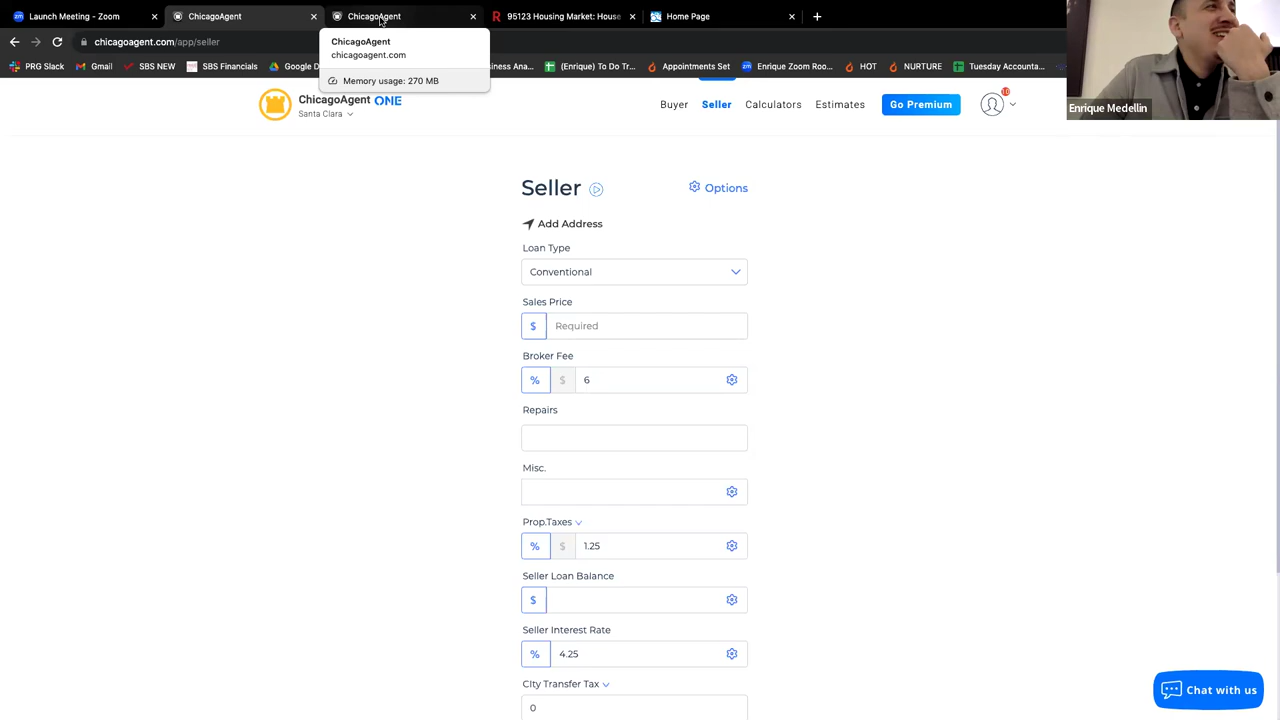 Launch Meeting - Zoom
ChicagoAgent
ChicagoAgent
95123 Housing Market: House
Home Page
chicagoagent.com/app/seller
PRG Slack
Gmail
SBS NEW
SBS Financials
ness Ana...
(Enrique) To Do Tr...
Appointments Set
Enrique Zoom Roo...
HOT
NURTURE
Tuesday Accounta...
ChicagoAgent
chicagoagent.com
Memory usage: 270 MB
ChicagoAgent ONE
Santa Clara
Buyer
Seller
Calculators
Estimates
Go Premium
10
Enrique Medellin
Seller
Options
Add Address
Loan Type
Conventional
Sales Price
$ Required
Broker Fee
% $ 6
Repairs
Misc.
Prop.Taxes
% $ 1.25
Seller Loan Balance
$
Seller Interest Rate
% 4.25
CIty Transfer Tax
0
Chat with us